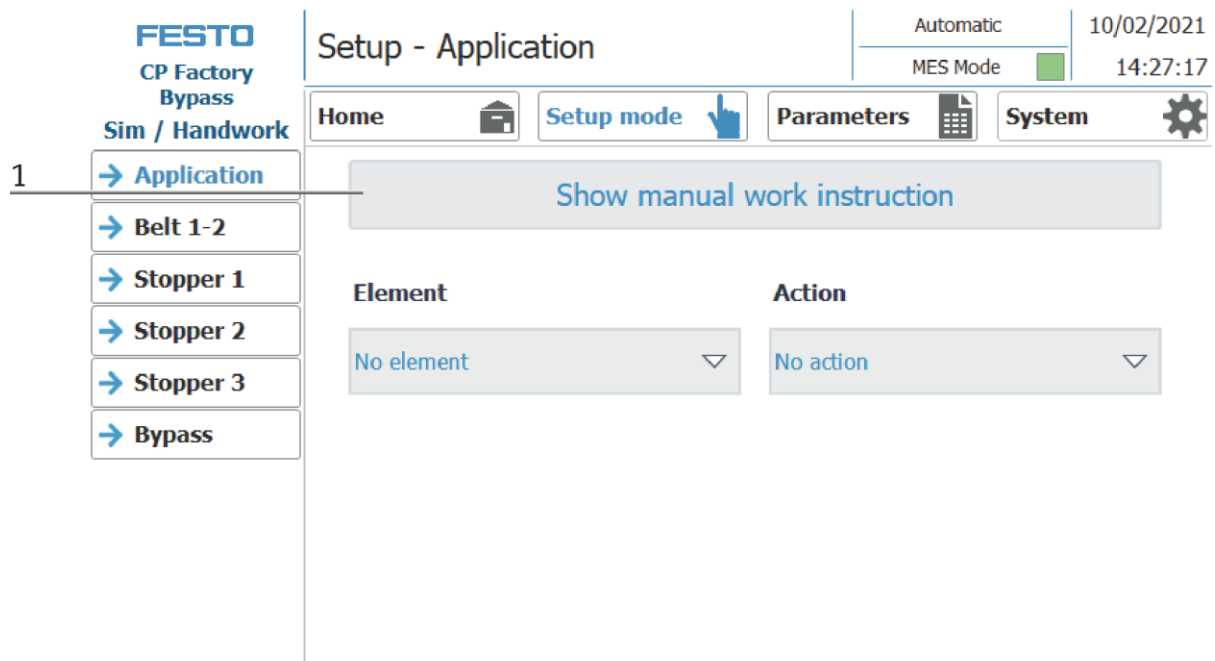 FESTO
CP Factory
Bypass
Sim / Handwork
Setup - Application
Automatic
MES Mode
10/02/2021
14:27:17
Home
Setup mode
Parameters
System
1
Application
Belt 1-2
Stopper 1
Stopper 2
Stopper 3
Bypass
Show manual work instruction
Element
Action
No element
No action